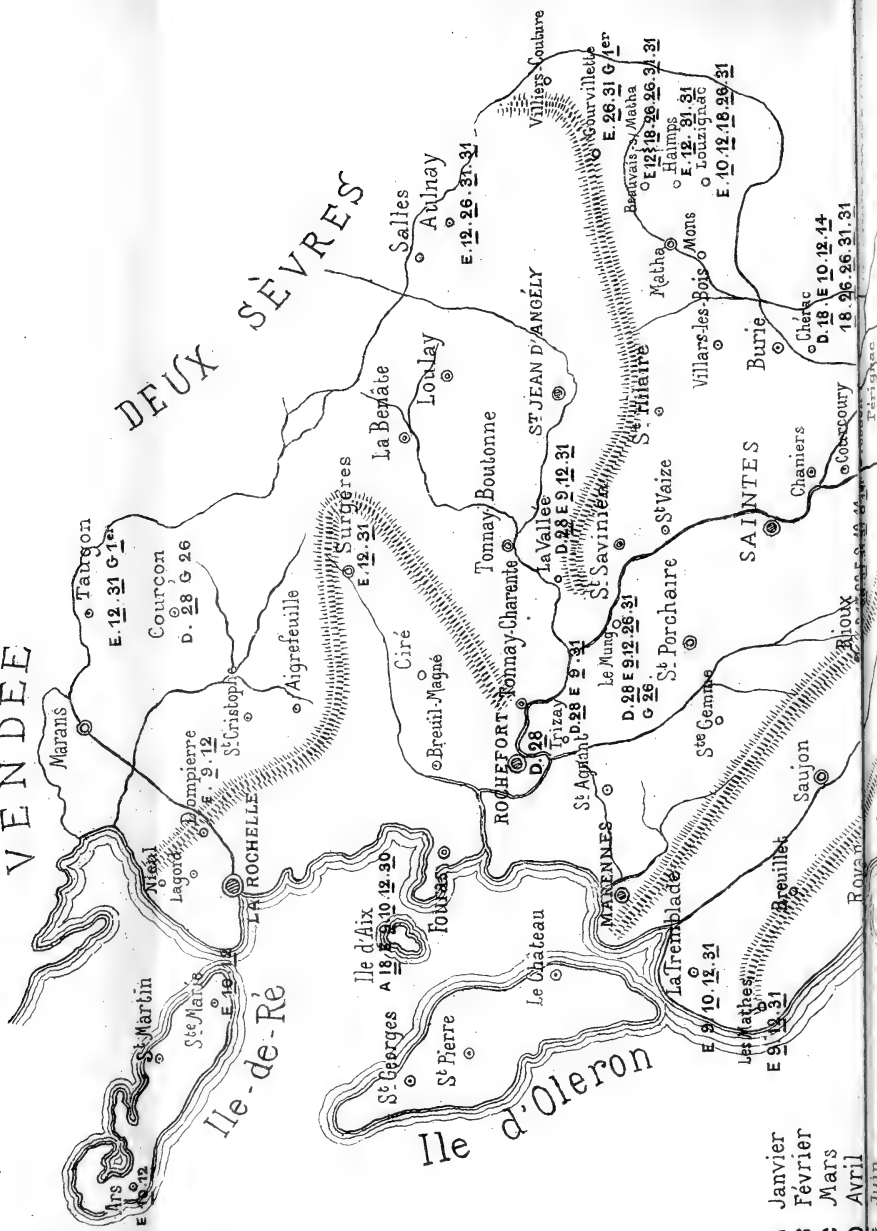 VENDÉE
DEUX SÈVRES
Marans
Taugon
E. 12. 31 G 1er
Courçon
D. 28 G 26
St Cristophe
Aigrefeuille
Dompierre
E. 9. 12
Nieul
Lagord
LA ROCHELLE
St Martin
Ste Marie
Ars
Ile-de-Ré
Surgères
E. 12. 31
Ciré
Breuil-Magné
La Benâte
Loulay
Salles
Aulnay
E. 12. 26. 31. 31
Villiers-Couture
Gourvillette
E. 26. 31 G 1er
Beauvais-s/Matha
Haimps
E. 12. 31. 31
Louzignac
E. 10. 12. 18. 26. 31
Matha
Mons
Villars-les-Bois
Burie
Chérac
D. 18. E 10. 12. 14
18. 26. 26. 31. 31
ST JEAN D'ANGÉLY
St Hilaire
Tonnay-Boutonne
La Vallée
D. 28 E 9. 12. 31
St Savinien
St Vaize
SAINTES
Chaniers
Courcoury
Pérignac
Tonnay-Charente
ROCHEFORT
D. 28
Trizay
D. 28 E 9. 31
St Agnant
Le Mung
D. 28 E 9. 12. 26. 31
G 26.
St Porchaire
Ste Gemme
Rioux
Saujon
Ile d'Aix
A 18 E 9. 10. 12. 30
Fouras
St Georges
St Pierre
Le Château
Ile d'Oleron
MARENNES
La Tremblade
E 9. 10. 12. 31
Les Mathes
E 9. 12. 31
Breuillet
Royan
Janvier
Février
Mars
Avril
Juin